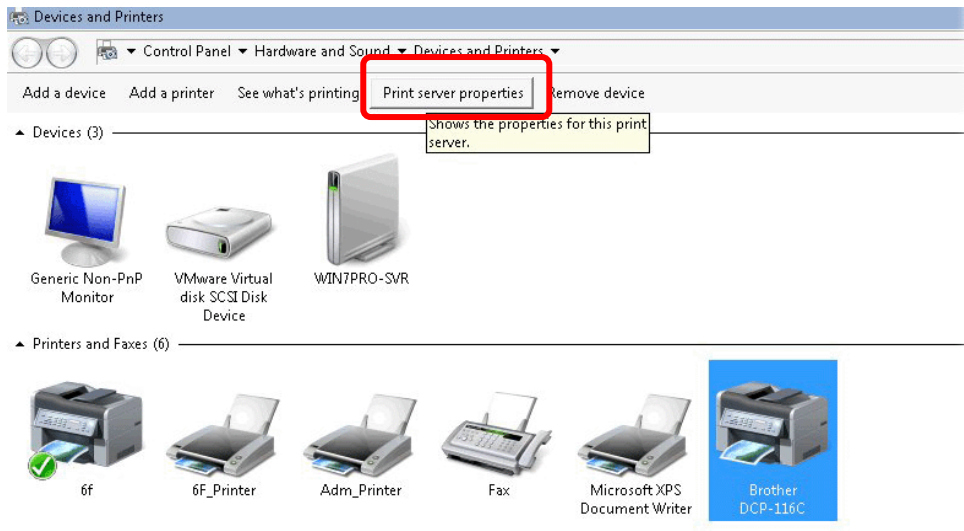 Devices and Printers
Control Panel Hardware and Sound Devices and Printers
Add a device Add a printer See what's printing Print server properties Remove device
Shows the properties for this print
server.
Devices (3)
Generic Non-PnP
Monitor
VMware Virtual
disk SCSI Disk
Device
WIN7PRO-SVR
Printers and Faxes (6)
6f
6F_Printer
Adm_Printer
Fax
Microsoft XPS
Document Writer
Brother
DCP-116C